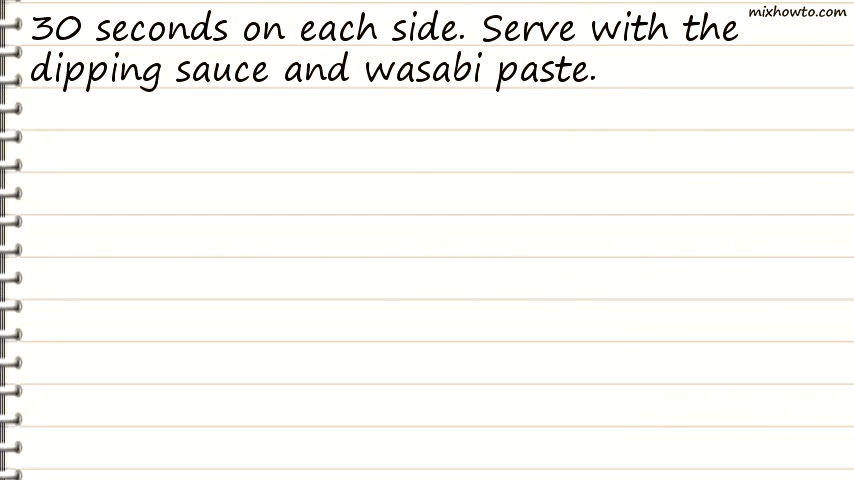 mixhowto.com
30 seconds on each side. Serve with the
dipping sauce and wasabi paste.